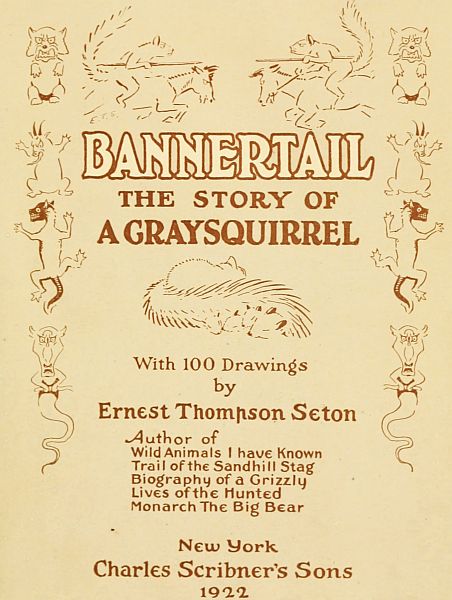 E.T.S.
BANNERTAIL
THE STORY OF
A GRAYSQUIRREL
With 100 Drawings
by
Ernest Thompson Seton
Author of
Wild Animals I have Known
Trail of the Sandhill Stag
Biography of a Grizzly
Lives of the Hunted
Monarch The Big Bear
New York
Charles Scribner's Sons
1922